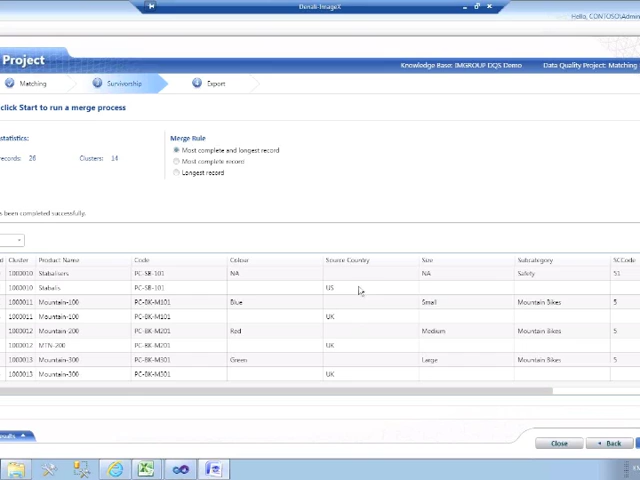 Denali-ImageX
Hello, CONTOSO\Admin
Project
Knowledge Base: IMGROUP DQS Demo Data Quality Project: Matching
Matching Survivorship Export
click Start to run a merge process
statistics: Merge Rule
records: 26 Clusters: 14 Most complete and longest record
Most complete record
Longest record
been completed successfully.
Cluster Product Name Code Colour Source Country Size Subcategory SCCode
1000010 Stabalisers PC-SB-101 NA NA Safety 51
1000010 Stabalis PC-SB-101 US
1000011 Mountain-100 PC-BK-M101 Blue Small Mountain Bikes 5
1000011 Mountain-100 PC-BK-M101 UK
1000012 Mountain-200 PC-BK-M201 Red Medium Mountain Bikes 5
1000012 MTN-200 PC-BK-M201 UK
1000013 Mountain-300 PC-BK-M301 Green Large Mountain Bikes 5
1000013 Mountain-300 PC-BK-M301 UK
Close Back